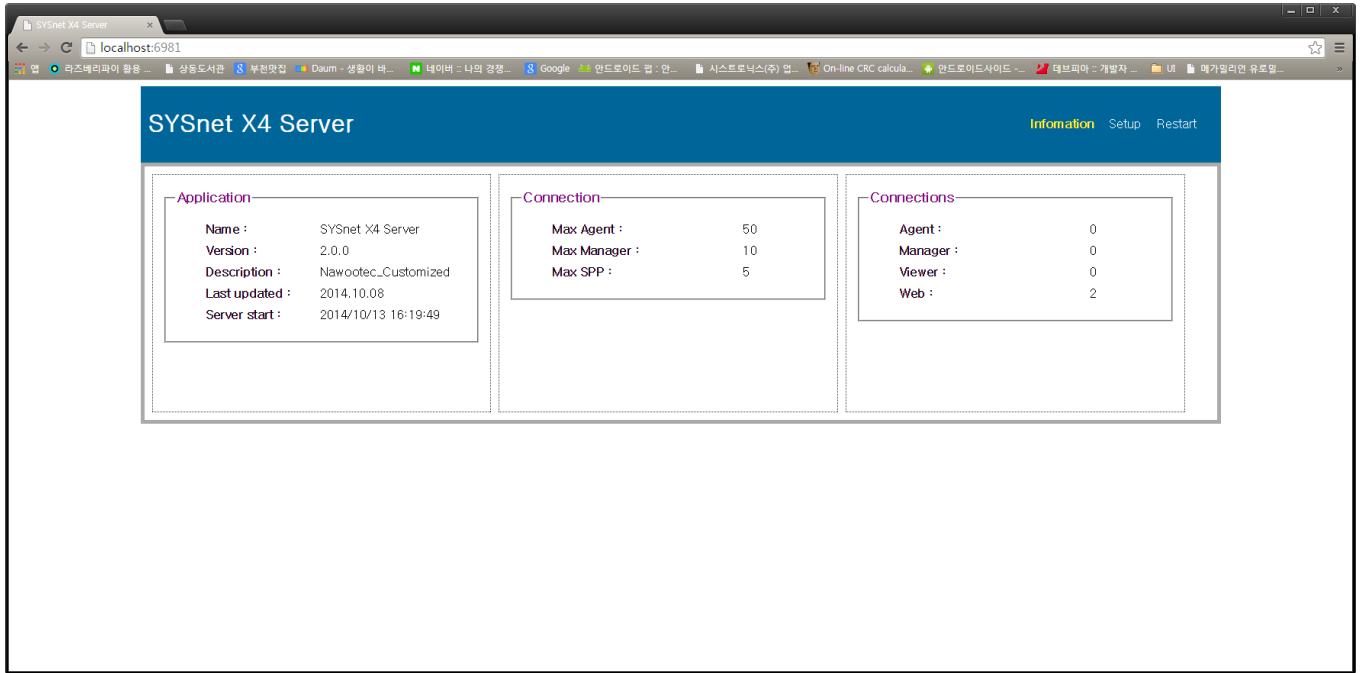 SYSnet X4 Server
localhost:6981
앱 라즈베리파이 활용 ... 상동도서관 부천맛집 Daum - 생활이 바... 네이버 :: 나의 경쟁... Google 안드로이드 펍 : 안... 시스트로닉스(주) 업... On-line CRC calcula... 안드로이드사이드 -... 데브피아 :: 개발자 ... UI 메가밀리언 유로밀... »
SYSnet X4 Server Infomation Setup Restart
Application
Name : SYSnet X4 Server
Version : 2.0.0
Description : Nawootec_Customized
Last updated : 2014.10.08
Server start : 2014/10/13 16:19:49
Connection
Max Agent : 50
Max Manager : 10
Max SPP : 5
Connections
Agent : 0
Manager : 0
Viewer : 0
Web : 2